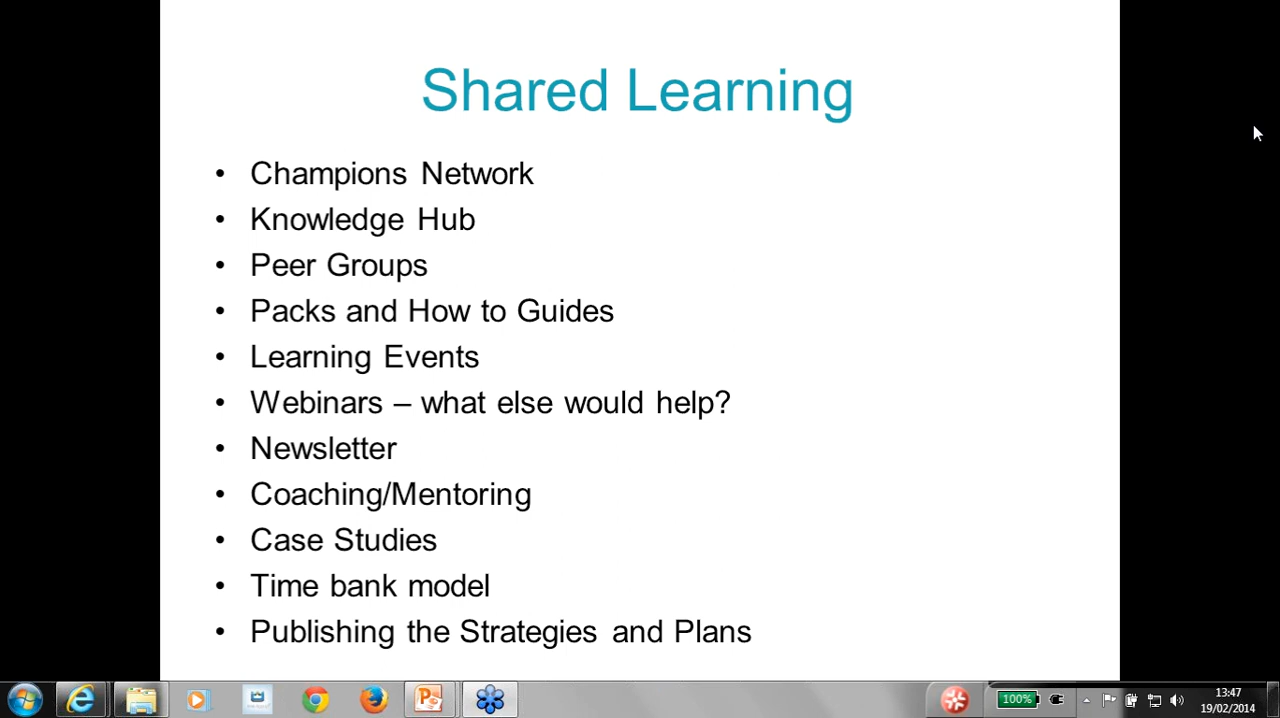 Shared Learning
• Champions Network
• Knowledge Hub
• Peer Groups
• Packs and How to Guides
• Learning Events
• Webinars – what else would help?
• Newsletter
• Coaching/Mentoring
• Case Studies
• Time bank model
• Publishing the Strategies and Plans
100%
13:47
19/02/2014